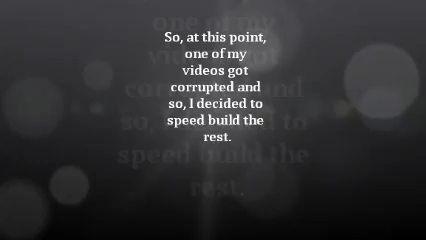 So, at this point,
one of my
videos got
corrupted and
so, I decided to
speed build the
rest.